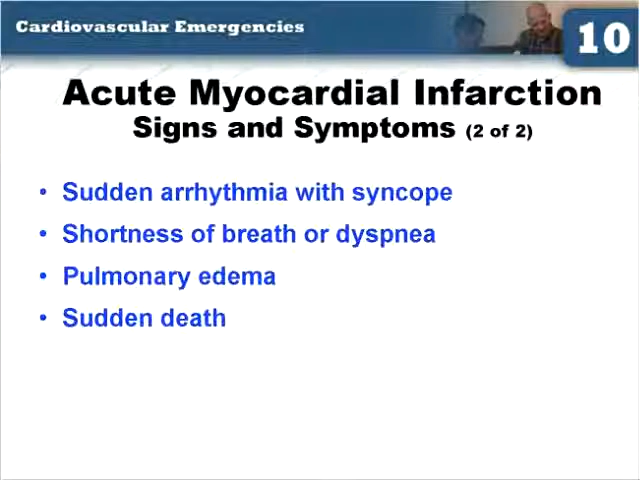 Cardiovascular Emergencies
10
Acute Myocardial Infarction
Signs and Symptoms (2 of 2)
• Sudden arrhythmia with syncope
• Shortness of breath or dyspnea
• Pulmonary edema
• Sudden death